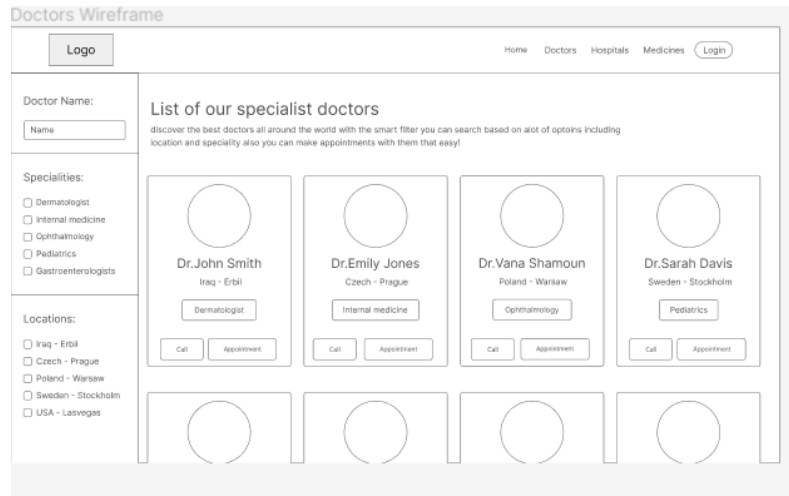 Doctors Wireframe
Logo
Home Doctors Hospitals Medicines Login
Doctor Name:
Name
Specialities:
Dermatologist
Internal medicine
Ophthalmology
Pediatrics
Gastroenterologists
Locations:
Iraq - Erbil
Czech - Prague
Poland - Warsaw
Sweden - Stockholm
USA - Lasvegas
List of our specialist doctors
discover the best doctors all around the world with the smart filter you can search based on alot of optoins including
location and speciality also you can make appointments with them that easy!
Dr.John Smith
Iraq - Erbil
Dermatologist
Call Appointment
Dr.Emily Jones
Czech - Prague
Internal medicine
Call Appointment
Dr.Vana Shamoun
Poland - Warsaw
Ophthalmology
Call Appointment
Dr.Sarah Davis
Sweden - Stockholm
Pediatrics
Call Appointment